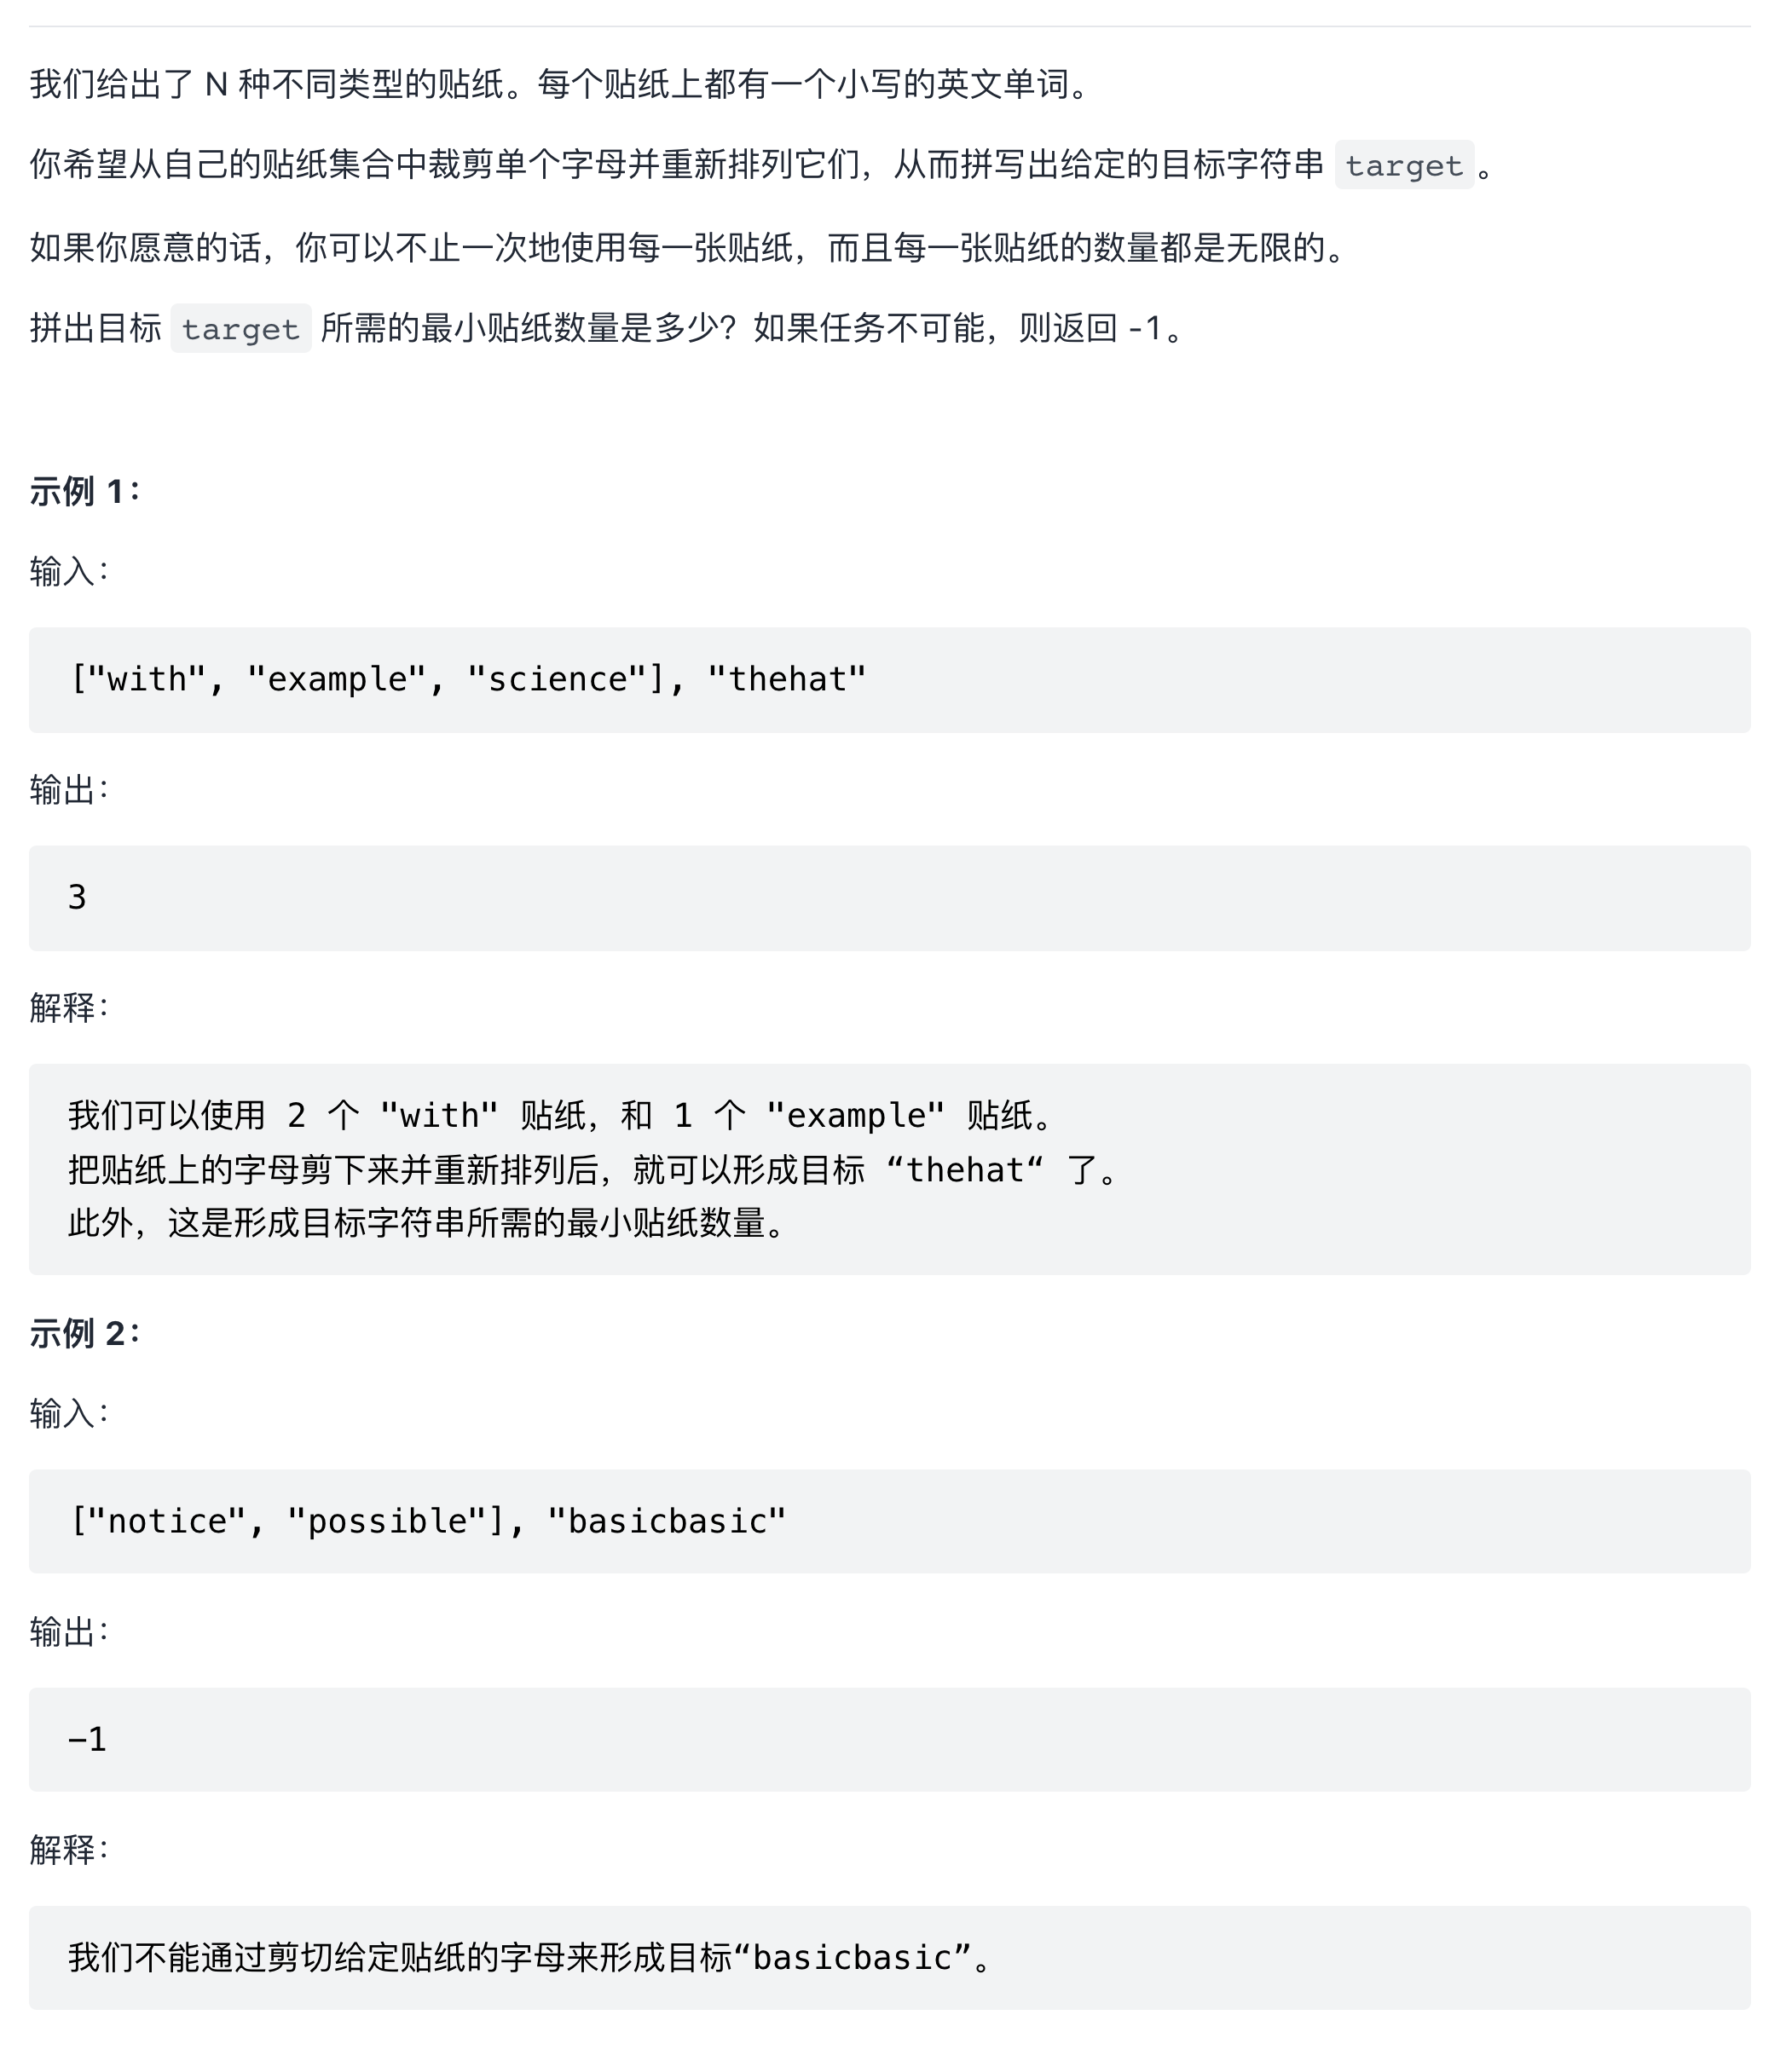 我们给出了 N 种不同类型的贴纸。每个贴纸上都有一个小写的英文单词。
你希望从自己的贴纸集合中裁剪单个字母并重新排列它们，从而拼写出给定的目标字符串 target 。
如果你愿意的话，你可以不止一次地使用每一张贴纸，而且每一张贴纸的数量都是无限的。
拼出目标 target 所需的最小贴纸数量是多少？如果任务不可能，则返回 -1。
示例 1：
输入：
["with", "example", "science"], "thehat"
输出：
3
解释：
我们可以使用 2 个 "with" 贴纸，和 1 个 "example" 贴纸。
把贴纸上的字母剪下来并重新排列后，就可以形成目标 “thehat“ 了。
此外，这是形成目标字符串所需的最小贴纸数量。
示例 2：
输入：
["notice", "possible"], "basicbasic"
输出：
-1
解释：
我们不能通过剪切给定贴纸的字母来形成目标“basicbasic”。